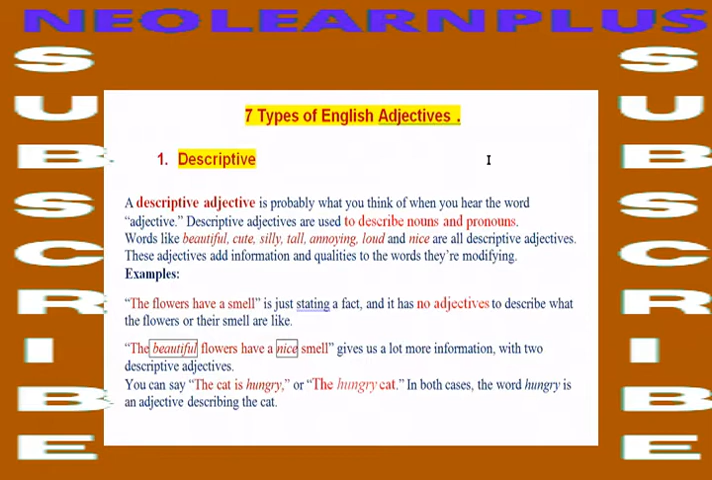 NEOLEARNPLUS
SUBSCRIBE
SUBSCRIBE
7 Types of English Adjectives .
1. Descriptive
A descriptive adjective is probably what you think of when you hear the word
“adjective.” Descriptive adjectives are used to describe nouns and pronouns.
Words like beautiful, cute, silly, tall, annoying, loud and nice are all descriptive adjectives.
These adjectives add information and qualities to the words they’re modifying.
Examples:
“The flowers have a smell” is just stating a fact, and it has no adjectives to describe what
the flowers or their smell are like.
“The beautiful flowers have a nice smell” gives us a lot more information, with two
descriptive adjectives.
You can say “The cat is hungry,” or “The hungry cat.” In both cases, the word hungry is
an adjective describing the cat.